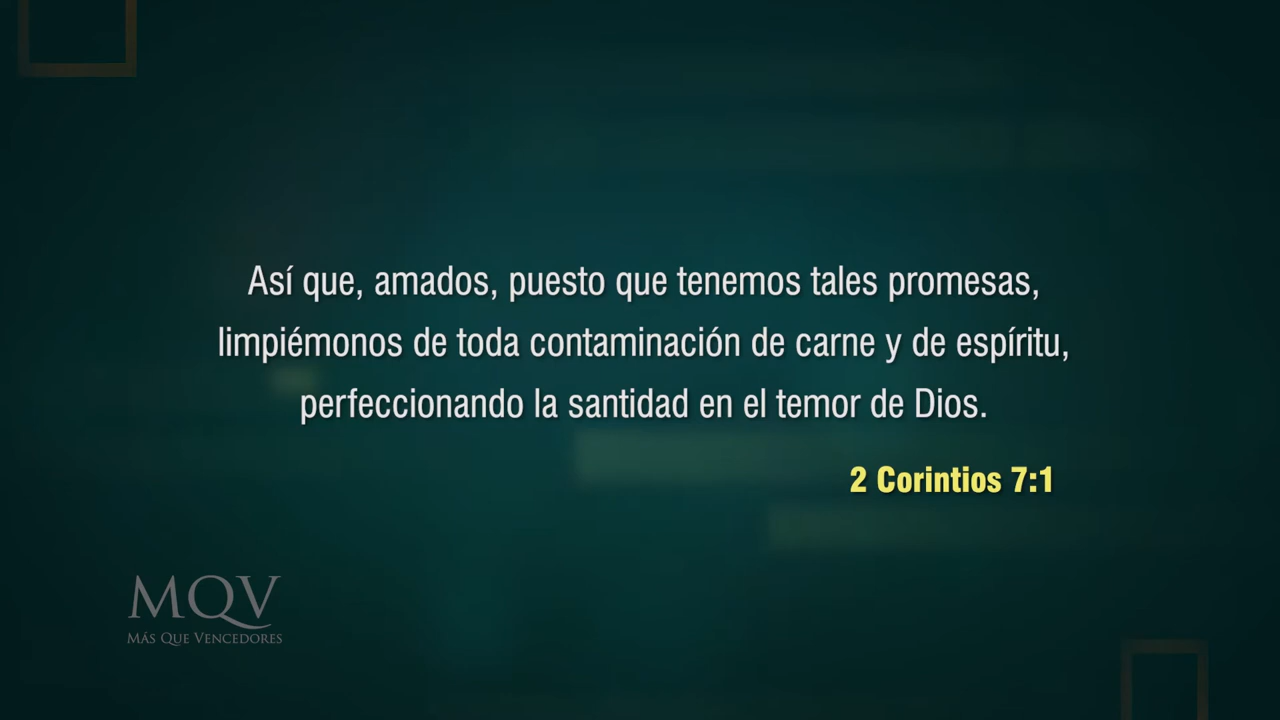 Así que, amados, puesto que tenemos tales promesas,
limpiémonos de toda contaminación de carne y de espíritu,
perfeccionando la santidad en el temor de Dios.
2 Corintios 7:1
MQV
Más Que Vencedores